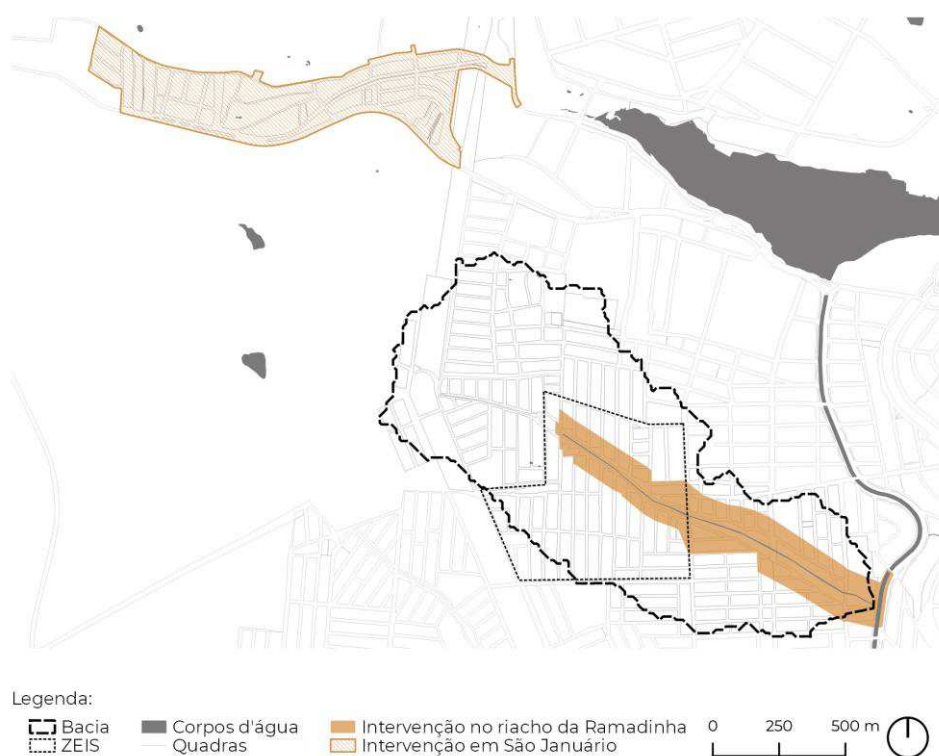 Legenda:
Bacia Corpos d'água Intervenção no riacho da Ramadinha 0 250 500 m
ZEIS Quadras Intervenção em São Januário